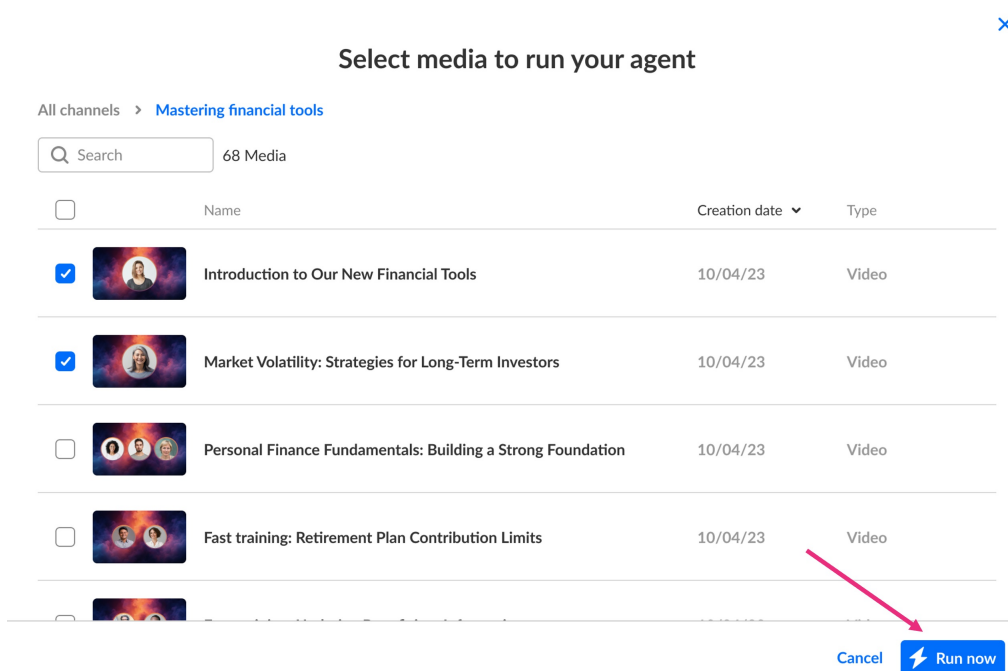 Select media to run your agent
All channels > Mastering financial tools
Search 68 Media
Name Creation date Type
Introduction to Our New Financial Tools 10/04/23 Video
Market Volatility: Strategies for Long-Term Investors 10/04/23 Video
Personal Finance Fundamentals: Building a Strong Foundation 10/04/23 Video
Fast training: Retirement Plan Contribution Limits 10/04/23 Video
Cancel Run now